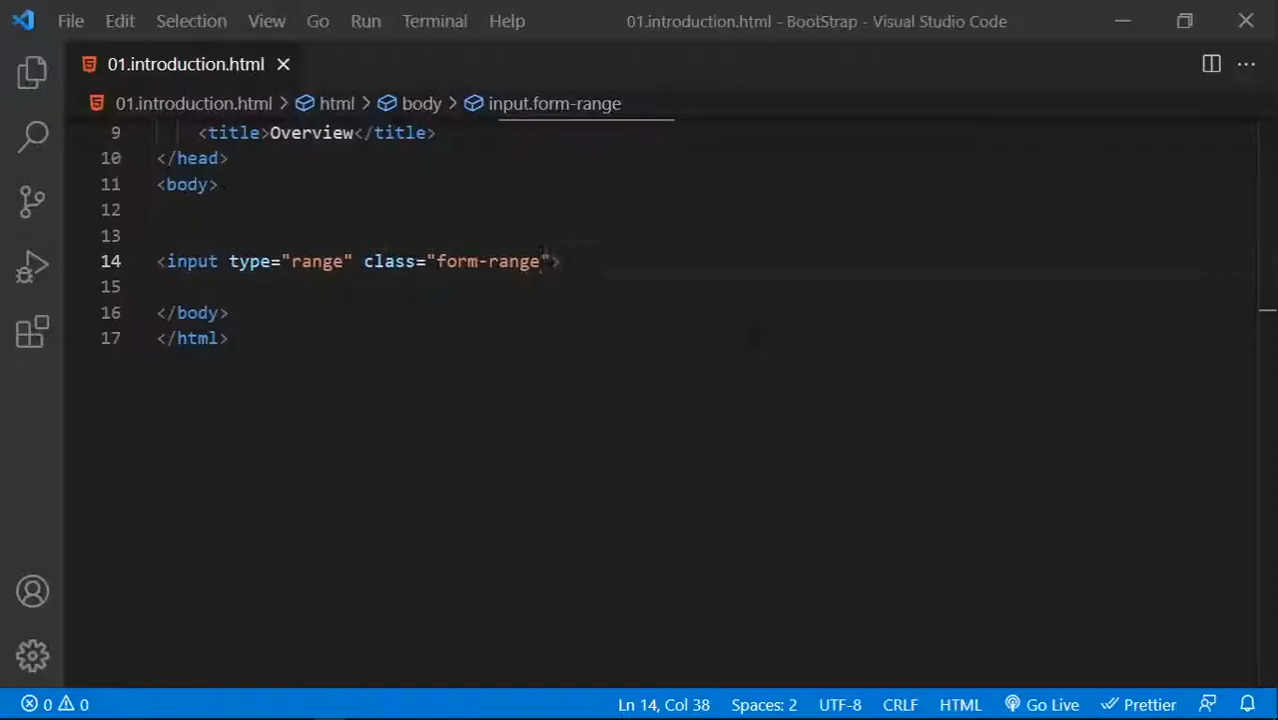 File Edit Selection View Go Run Terminal Help 01.introduction.html - BootStrap - Visual Studio Code
01.introduction.html
01.introduction.html > html > body > input.form-range
9 <title>Overview</title>
10 </head>
11 <body>
12
13
14 <input type="range" class="form-range">
15
16 </body>
17 </html>
0 0 Ln 14, Col 38 Spaces: 2 UTF-8 CRLF HTML Go Live Prettier